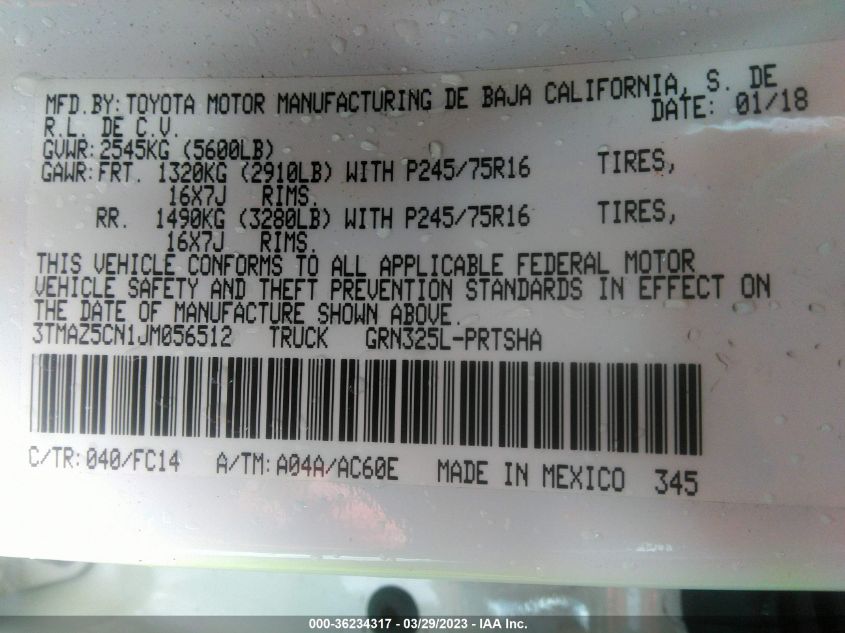 MFD.BY: TOYOTA MOTOR MANUFACTURING DE BAJA CALIFORNIA, S. DE
R.L. DE C.V. DATE: 01/18
GVWR: 2545KG (5600LB)
GAWR: FRT. 1320KG (2910LB) WITH P245/75R16 TIRES,
16X7J RIMS.
RR. 1490KG (3280LB) WITH P245/75R16 TIRES,
16X7J RIMS.
THIS VEHICLE CONFORMS TO ALL APPLICABLE FEDERAL MOTOR
VEHICLE SAFETY AND THEFT PREVENTION STANDARDS IN EFFECT ON
THE DATE OF MANUFACTURE SHOWN ABOVE.
3TMAZ5CN1JM056512 TRUCK GRN325L-PRTSHA
C/TR: 040/FC14 A/TM: A04A/AC60E MADE IN MEXICO 345
000-36234317 - 03/29/2023 - IAA Inc.